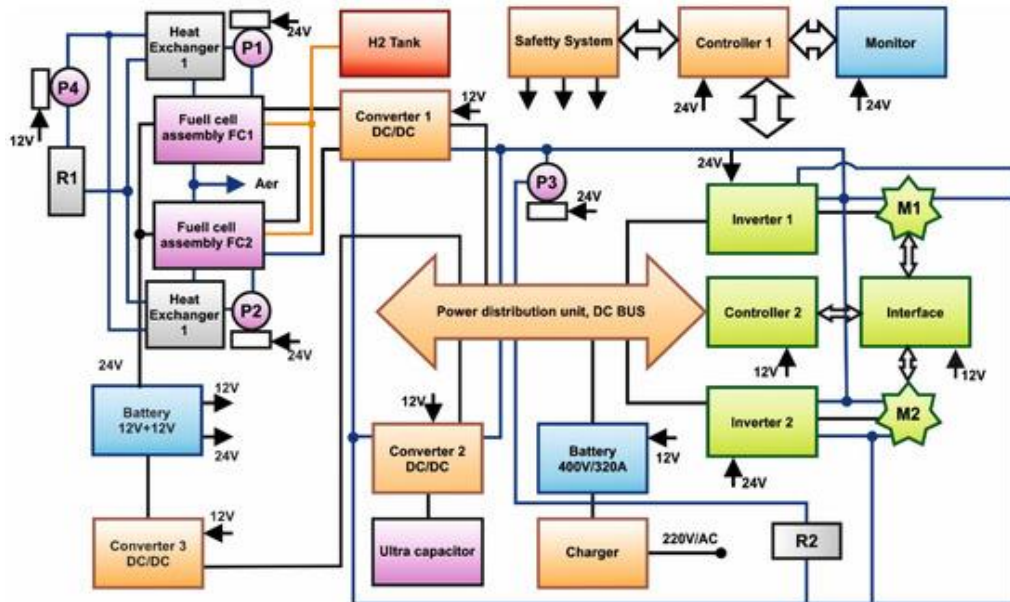 Heat
Exchanger
1
P1
24V
H2 Tank
Safetty System
Controller 1
Monitor
P4
12V
24V
24V
Fuell cell
assembly FC1
Converter 1
DC/DC
12V
R1
Aer
P3
24V
24V
Inverter 1
M1
Fuell cell
assembly FC2
Heat
Exchanger
1
P2
24V
Power distribution unit, DC BUS
Controller 2
Interface
24V
12V
12V
Battery
12V+12V
12V
24V
12V
Converter 2
DC/DC
Battery
400V/320A
12V
Inverter 2
M2
24V
Converter 3
DC/DC
12V
Ultra capacitor
Charger
220V/AC
R2